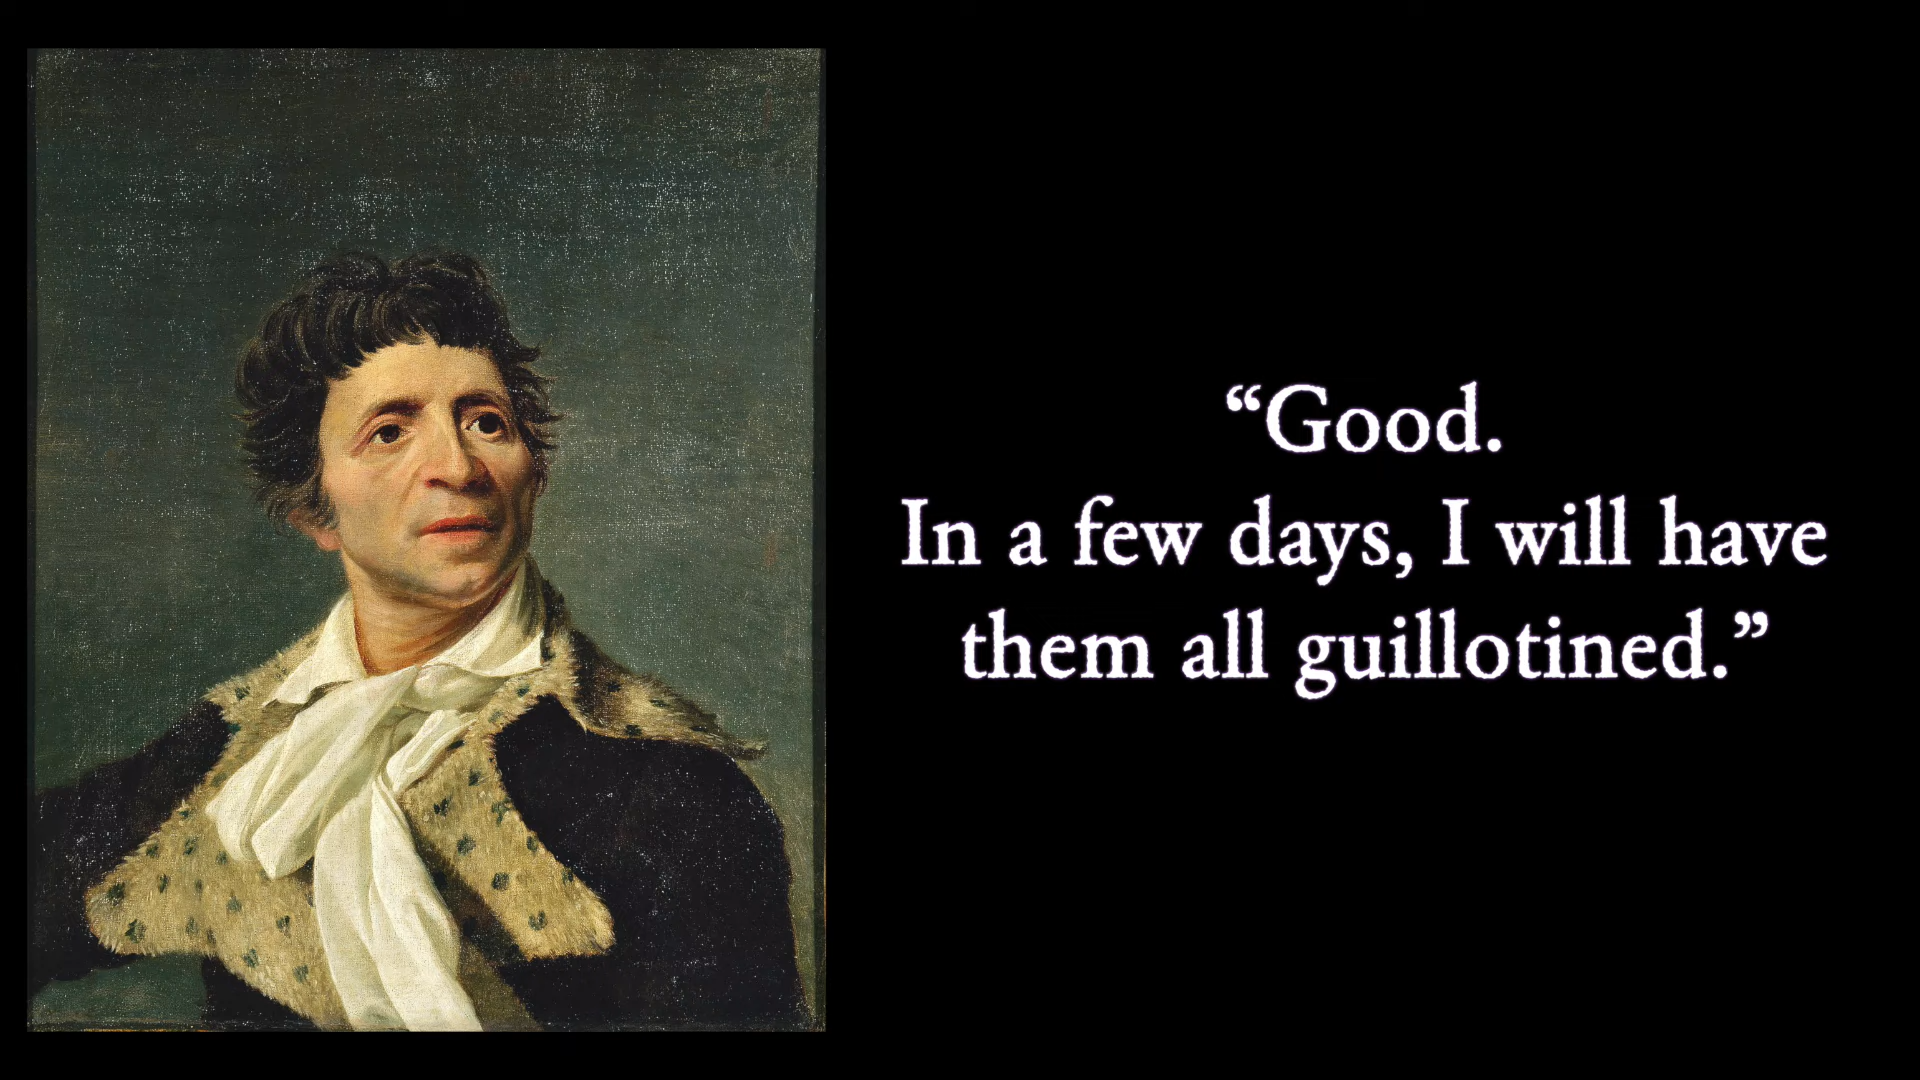 “Good.
In a few days, I will have
them all guillotined.”